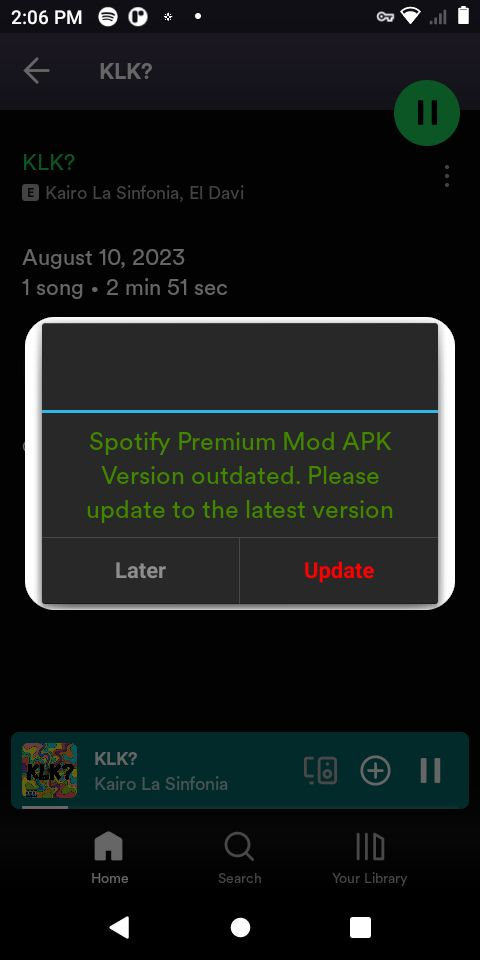 2:06 PM
KLK?
KLK?
E Kairo La Sinfonia, El Davi
August 10, 2023
1 song • 2 min 51 sec
Spotify Premium Mod APK
Version outdated. Please
update to the latest version
Later
Update
KLK?
KLK?
Kairo La Sinfonia
Home
Search
Your Library